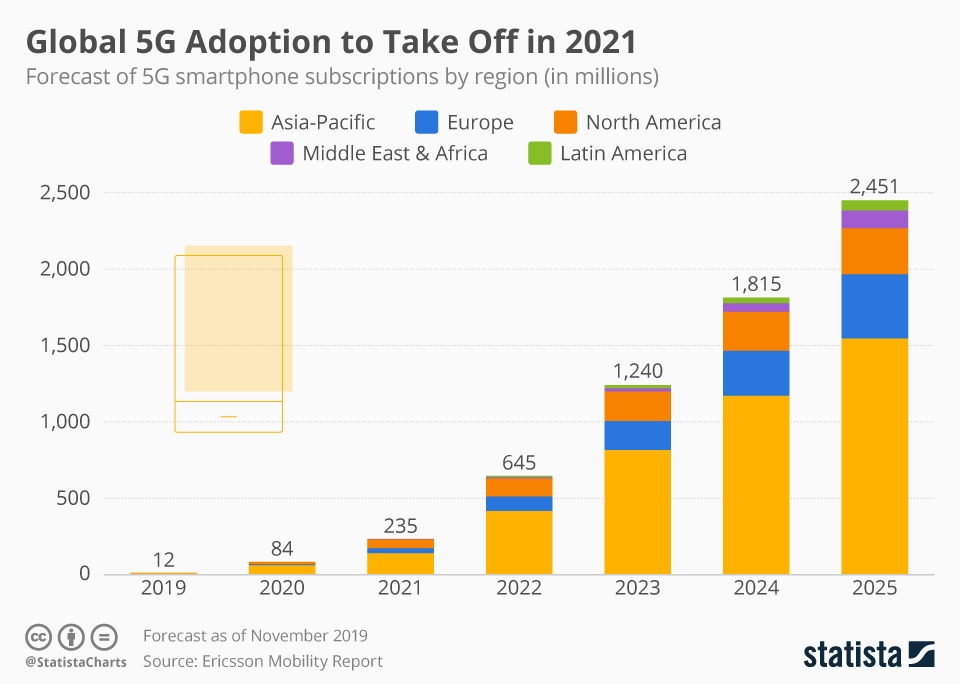 Global 5G Adoption to Take Off in 2021
Forecast of 5G smartphone subscriptions by region (in millions)
Asia-Pacific Europe North America
Middle East & Africa Latin America
2,500
2,000
1,500
1,000
500
0
12
84
235
645
1,240
1,815
2,451
2019 2020 2021 2022 2023 2024 2025
cc
@StatistaCharts
Forecast as of November 2019
Source: Ericsson Mobility Report
statista